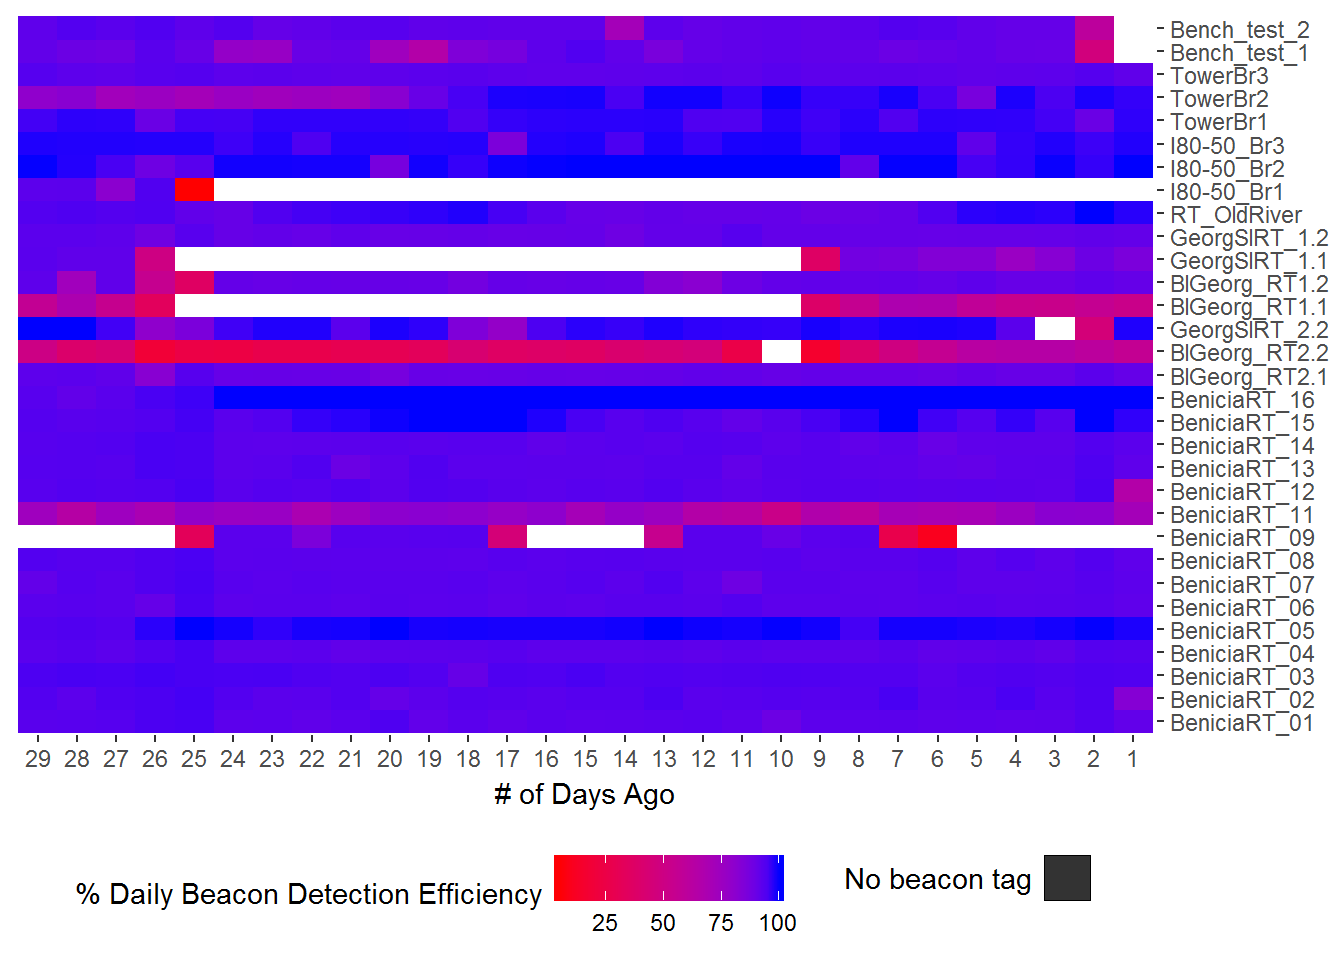 Bench_test_2
Bench_test_1
TowerBr3
TowerBr2
TowerBr1
I80-50_Br3
I80-50_Br2
I80-50_Br1
RT_OldRiver
GeorgSlRT_1.2
GeorgSlRT_1.1
BlGeorg_RT1.2
BlGeorg_RT1.1
GeorgSlRT_2.2
BlGeorg_RT2.2
BlGeorg_RT2.1
BeniciaRT_16
BeniciaRT_15
BeniciaRT_14
BeniciaRT_13
BeniciaRT_12
BeniciaRT_11
BeniciaRT_09
BeniciaRT_08
BeniciaRT_07
BeniciaRT_06
BeniciaRT_05
BeniciaRT_04
BeniciaRT_03
BeniciaRT_02
BeniciaRT_01
29 28 27 26 25 24 23 22 21 20 19 18 17 16 15 14 13 12 11 10 9 8 7 6 5 4 3 2 1
# of Days Ago
% Daily Beacon Detection Efficiency
25 50 75 100
No beacon tag